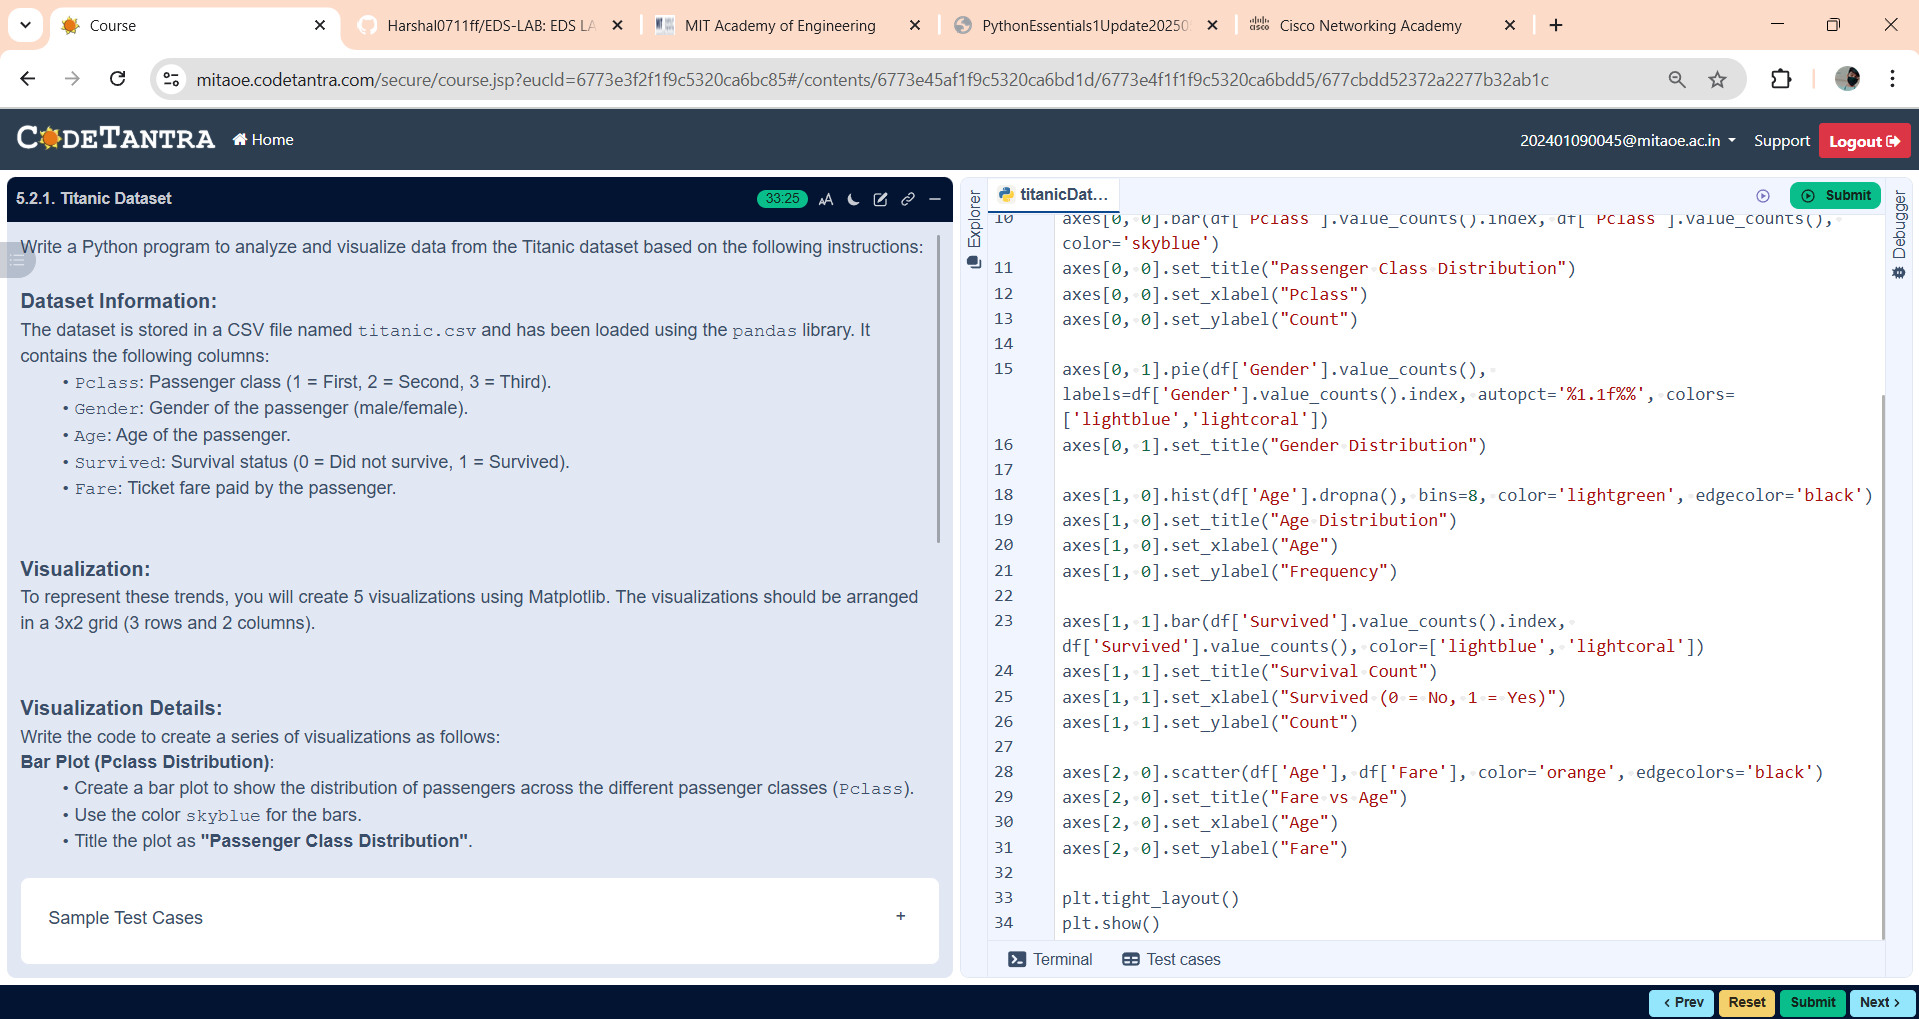 Course
Harshal0711ff/EDS-LAB: EDS LA
MIT Academy of Engineering
PythonEssentials1Update20250
Cisco Networking Academy
mitaoe.codetantra.com/secure/course.jsp?eucId=6773e3f2f1f9c5320ca6bc85#/contents/6773e45af1f9c5320ca6bd1d/6773e4f1f1f9c5320ca6bdd5/677cbdd52372a2277b32ab1c
CODETANTRA
Home
202401090045@mitaoe.ac.in
Support
Logout
5.2.1. Titanic Dataset
33:25
AA
Write a Python program to analyze and visualize data from the Titanic dataset based on the following instructions:
Dataset Information:
The dataset is stored in a CSV file named titanic.csv and has been loaded using the pandas library. It
contains the following columns:
• Pclass: Passenger class (1 = First, 2 = Second, 3 = Third).
• Gender: Gender of the passenger (male/female).
• Age: Age of the passenger.
• Survived: Survival status (0 = Did not survive, 1 = Survived).
• Fare: Ticket fare paid by the passenger.
Visualization:
To represent these trends, you will create 5 visualizations using Matplotlib. The visualizations should be arranged
in a 3x2 grid (3 rows and 2 columns).
Visualization Details:
Write the code to create a series of visualizations as follows:
Bar Plot (Pclass Distribution):
• Create a bar plot to show the distribution of passengers across the different passenger classes (Pclass).
• Use the color skyblue for the bars.
• Title the plot as "Passenger Class Distribution".
Sample Test Cases
+
Explorer
titanicDat...
Submit
Debugger
10 axes[0, 0].bar(df['Pclass'].value_counts().index, df['Pclass'].value_counts(),
color='skyblue')
11 axes[0, 0].set_title("Passenger Class Distribution")
12 axes[0, 0].set_xlabel("Pclass")
13 axes[0, 0].set_ylabel("Count")
14
15 axes[0, 1].pie(df['Gender'].value_counts(),
labels=df['Gender'].value_counts().index, autopct='%1.1f%%', colors=
['lightblue','lightcoral'])
16 axes[0, 1].set_title("Gender Distribution")
17
18 axes[1, 0].hist(df['Age'].dropna(), bins=8, color='lightgreen', edgecolor='black')
19 axes[1, 0].set_title("Age Distribution")
20 axes[1, 0].set_xlabel("Age")
21 axes[1, 0].set_ylabel("Frequency")
22
23 axes[1, 1].bar(df['Survived'].value_counts().index,
df['Survived'].value_counts(), color=['lightblue', 'lightcoral'])
24 axes[1, 1].set_title("Survival Count")
25 axes[1, 1].set_xlabel("Survived (0 = No, 1 = Yes)")
26 axes[1, 1].set_ylabel("Count")
27
28 axes[2, 0].scatter(df['Age'], df['Fare'], color='orange', edgecolors='black')
29 axes[2, 0].set_title("Fare vs Age")
30 axes[2, 0].set_xlabel("Age")
31 axes[2, 0].set_ylabel("Fare")
32
33 plt.tight_layout()
34 plt.show()
Terminal
Test cases
< Prev
Reset
Submit
Next >